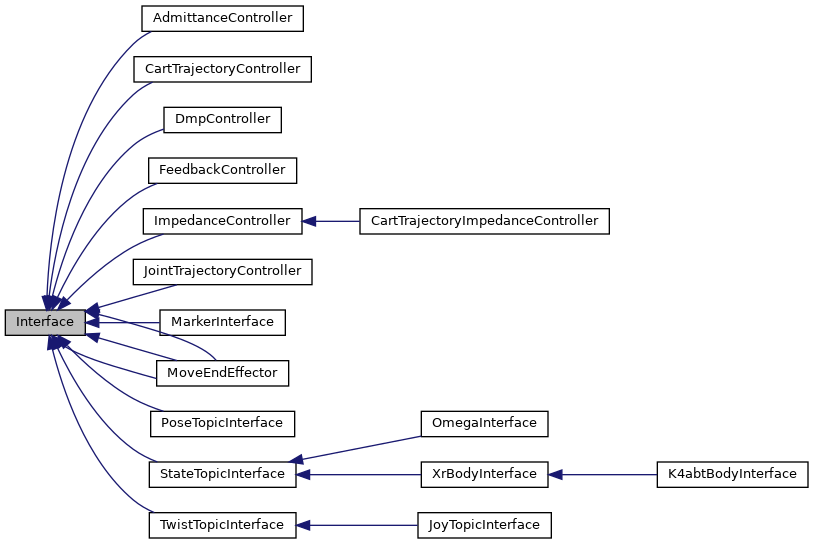 AdmittanceController
CartTrajectoryController
DmpController
FeedbackController
ImpedanceController
CartTrajectoryImpedanceController
JointTrajectoryController
Interface
MarkerInterface
MoveEndEffector
PoseTopicInterface
OmegaInterface
StateTopicInterface
XrBodyInterface
K4abtBodyInterface
TwistTopicInterface
JoyTopicInterface